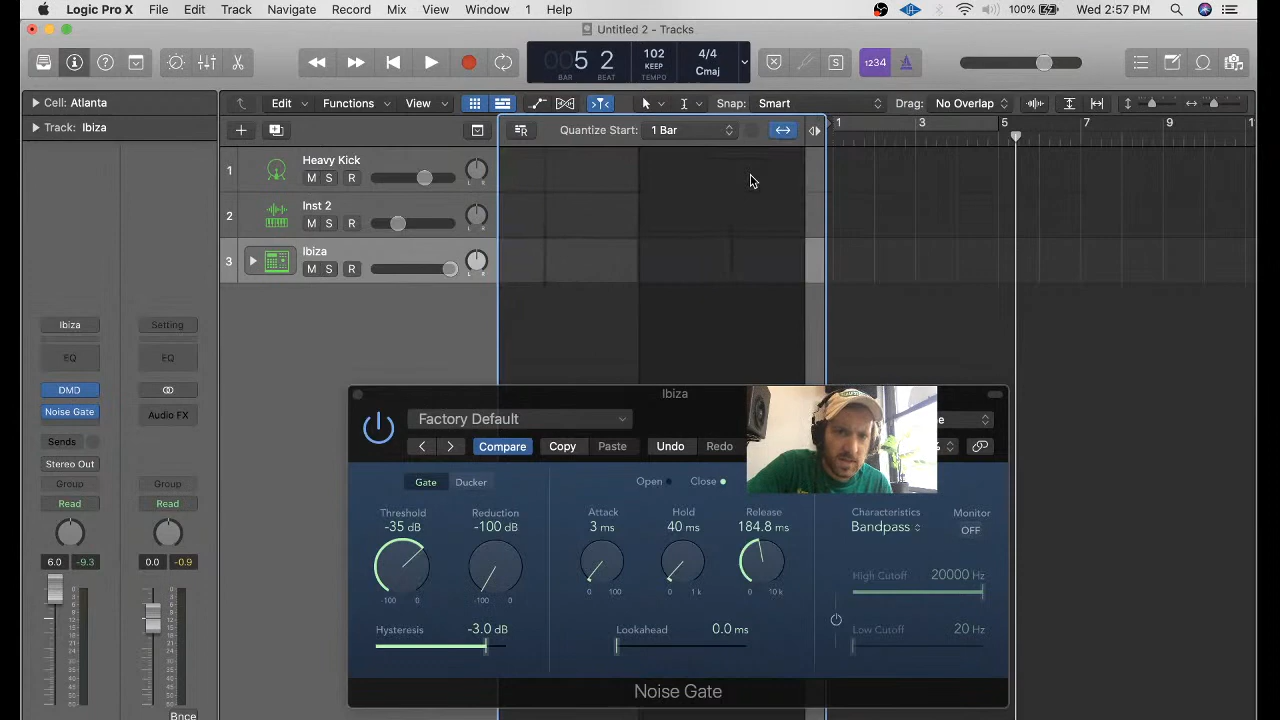 Logic Pro X File Edit Track Navigate Record Mix View Window 1 Help 100% Wed 2:57 PM
Untitled 2 - Tracks
005 2 102 4/4
BAR BEAT KEEP TEMPO Cmaj
1234
Cell: Atlanta
Edit Functions View Snap: Smart Drag: No Overlap
Track: Ibiza
Quantize Start: 1 Bar
1 3 5 7 9 1
1 Heavy Kick
M S R L R
2 Inst 2
M S R L R
3 Ibiza
M S R L R
Ibiza Setting
EQ EQ
DMD
Noise Gate Audio FX
Sends
Stereo Out
Group Group
Read Read
6.0 -9.3 0.0 -0.9
Bnce
Ibiza
Factory Default
Compare Copy Paste Undo Redo
Gate Ducker Open Close
Threshold Reduction Attack Hold Release Characteristics Monitor
-35 dB -100 dB 3 ms 40 ms 184.8 ms Bandpass OFF
-100 0 -100 0 0 100 0 1 k 0 10 k
High Cutoff 20000 Hz
Hysteresis -3.0 dB Lookahead 0.0 ms Low Cutoff 20 Hz
Noise Gate